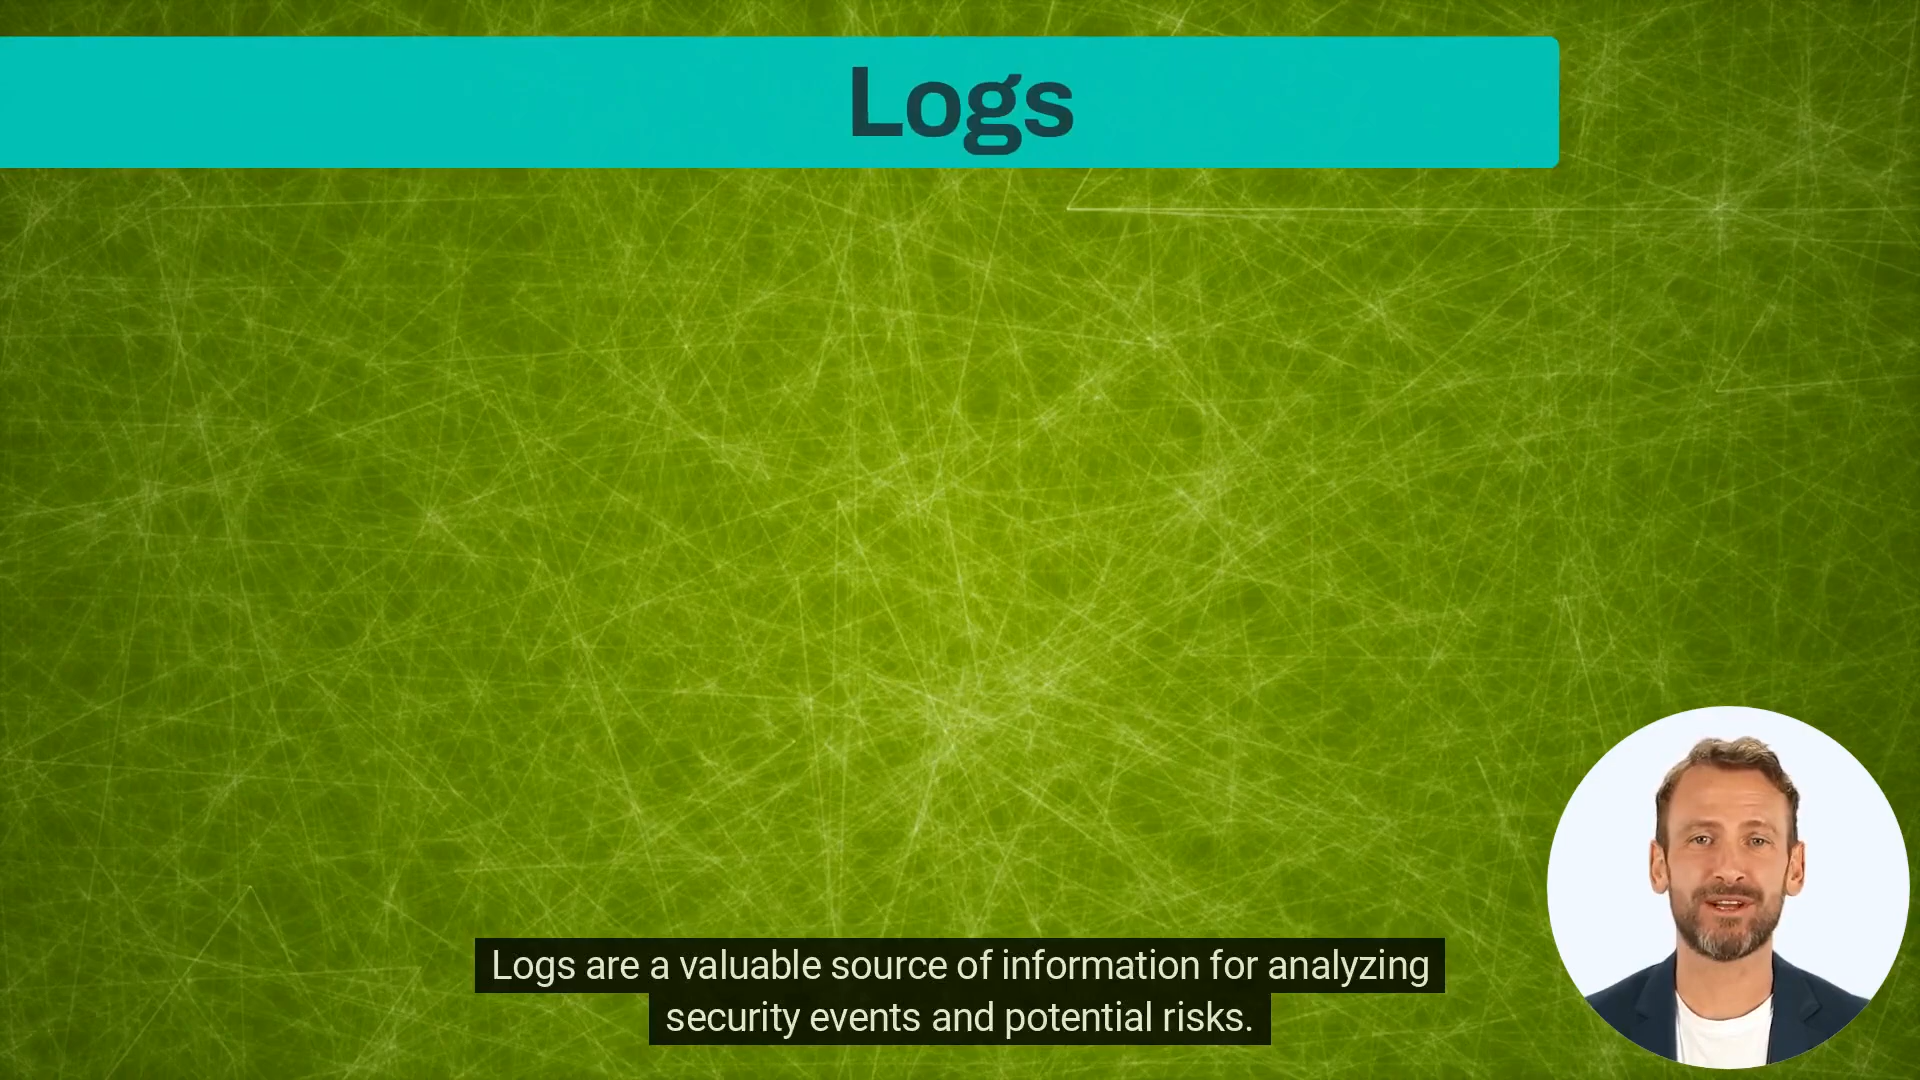 Logs
Logs are a valuable source of information for analyzing
security events and potential risks.